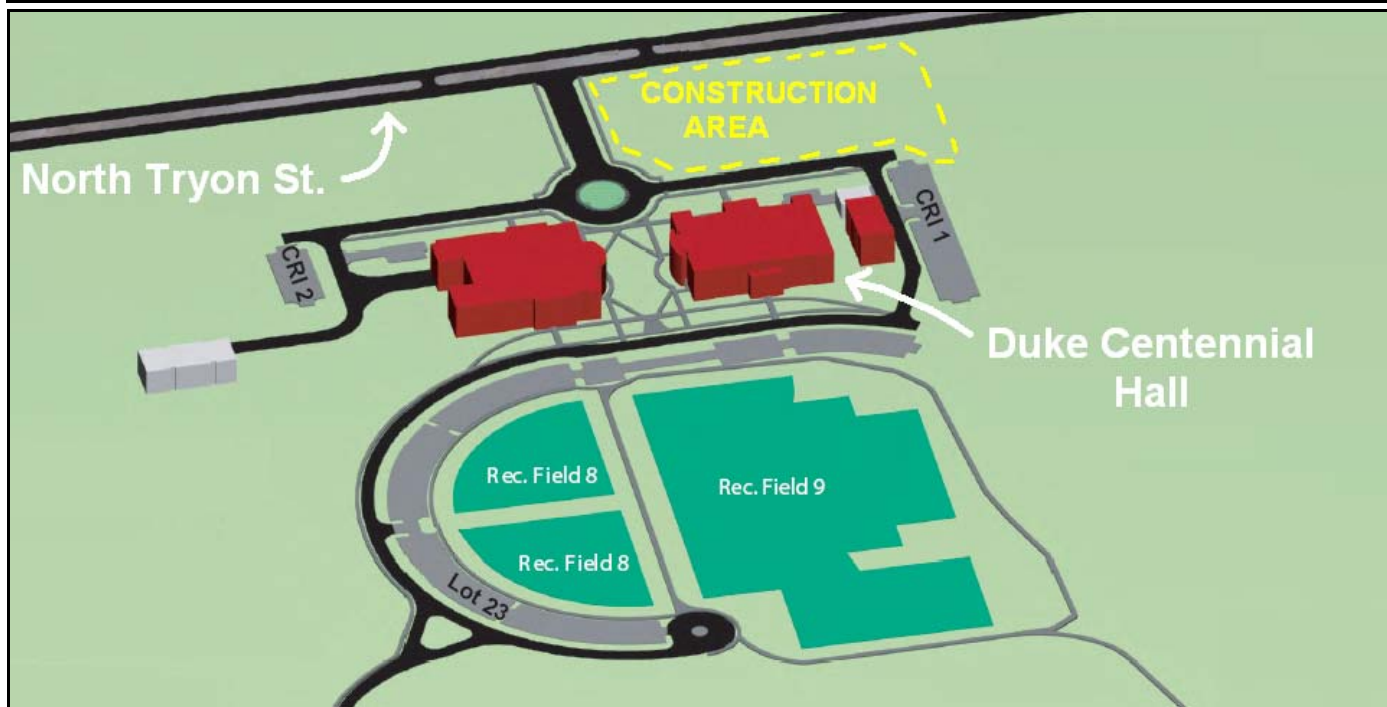 CONSTRUCTION
AREA
North Tryon St.
CRI 1
CRI 2
Duke Centennial
Hall
Rec. Field 8
Rec. Field 9
Rec. Field 8
Lot 23